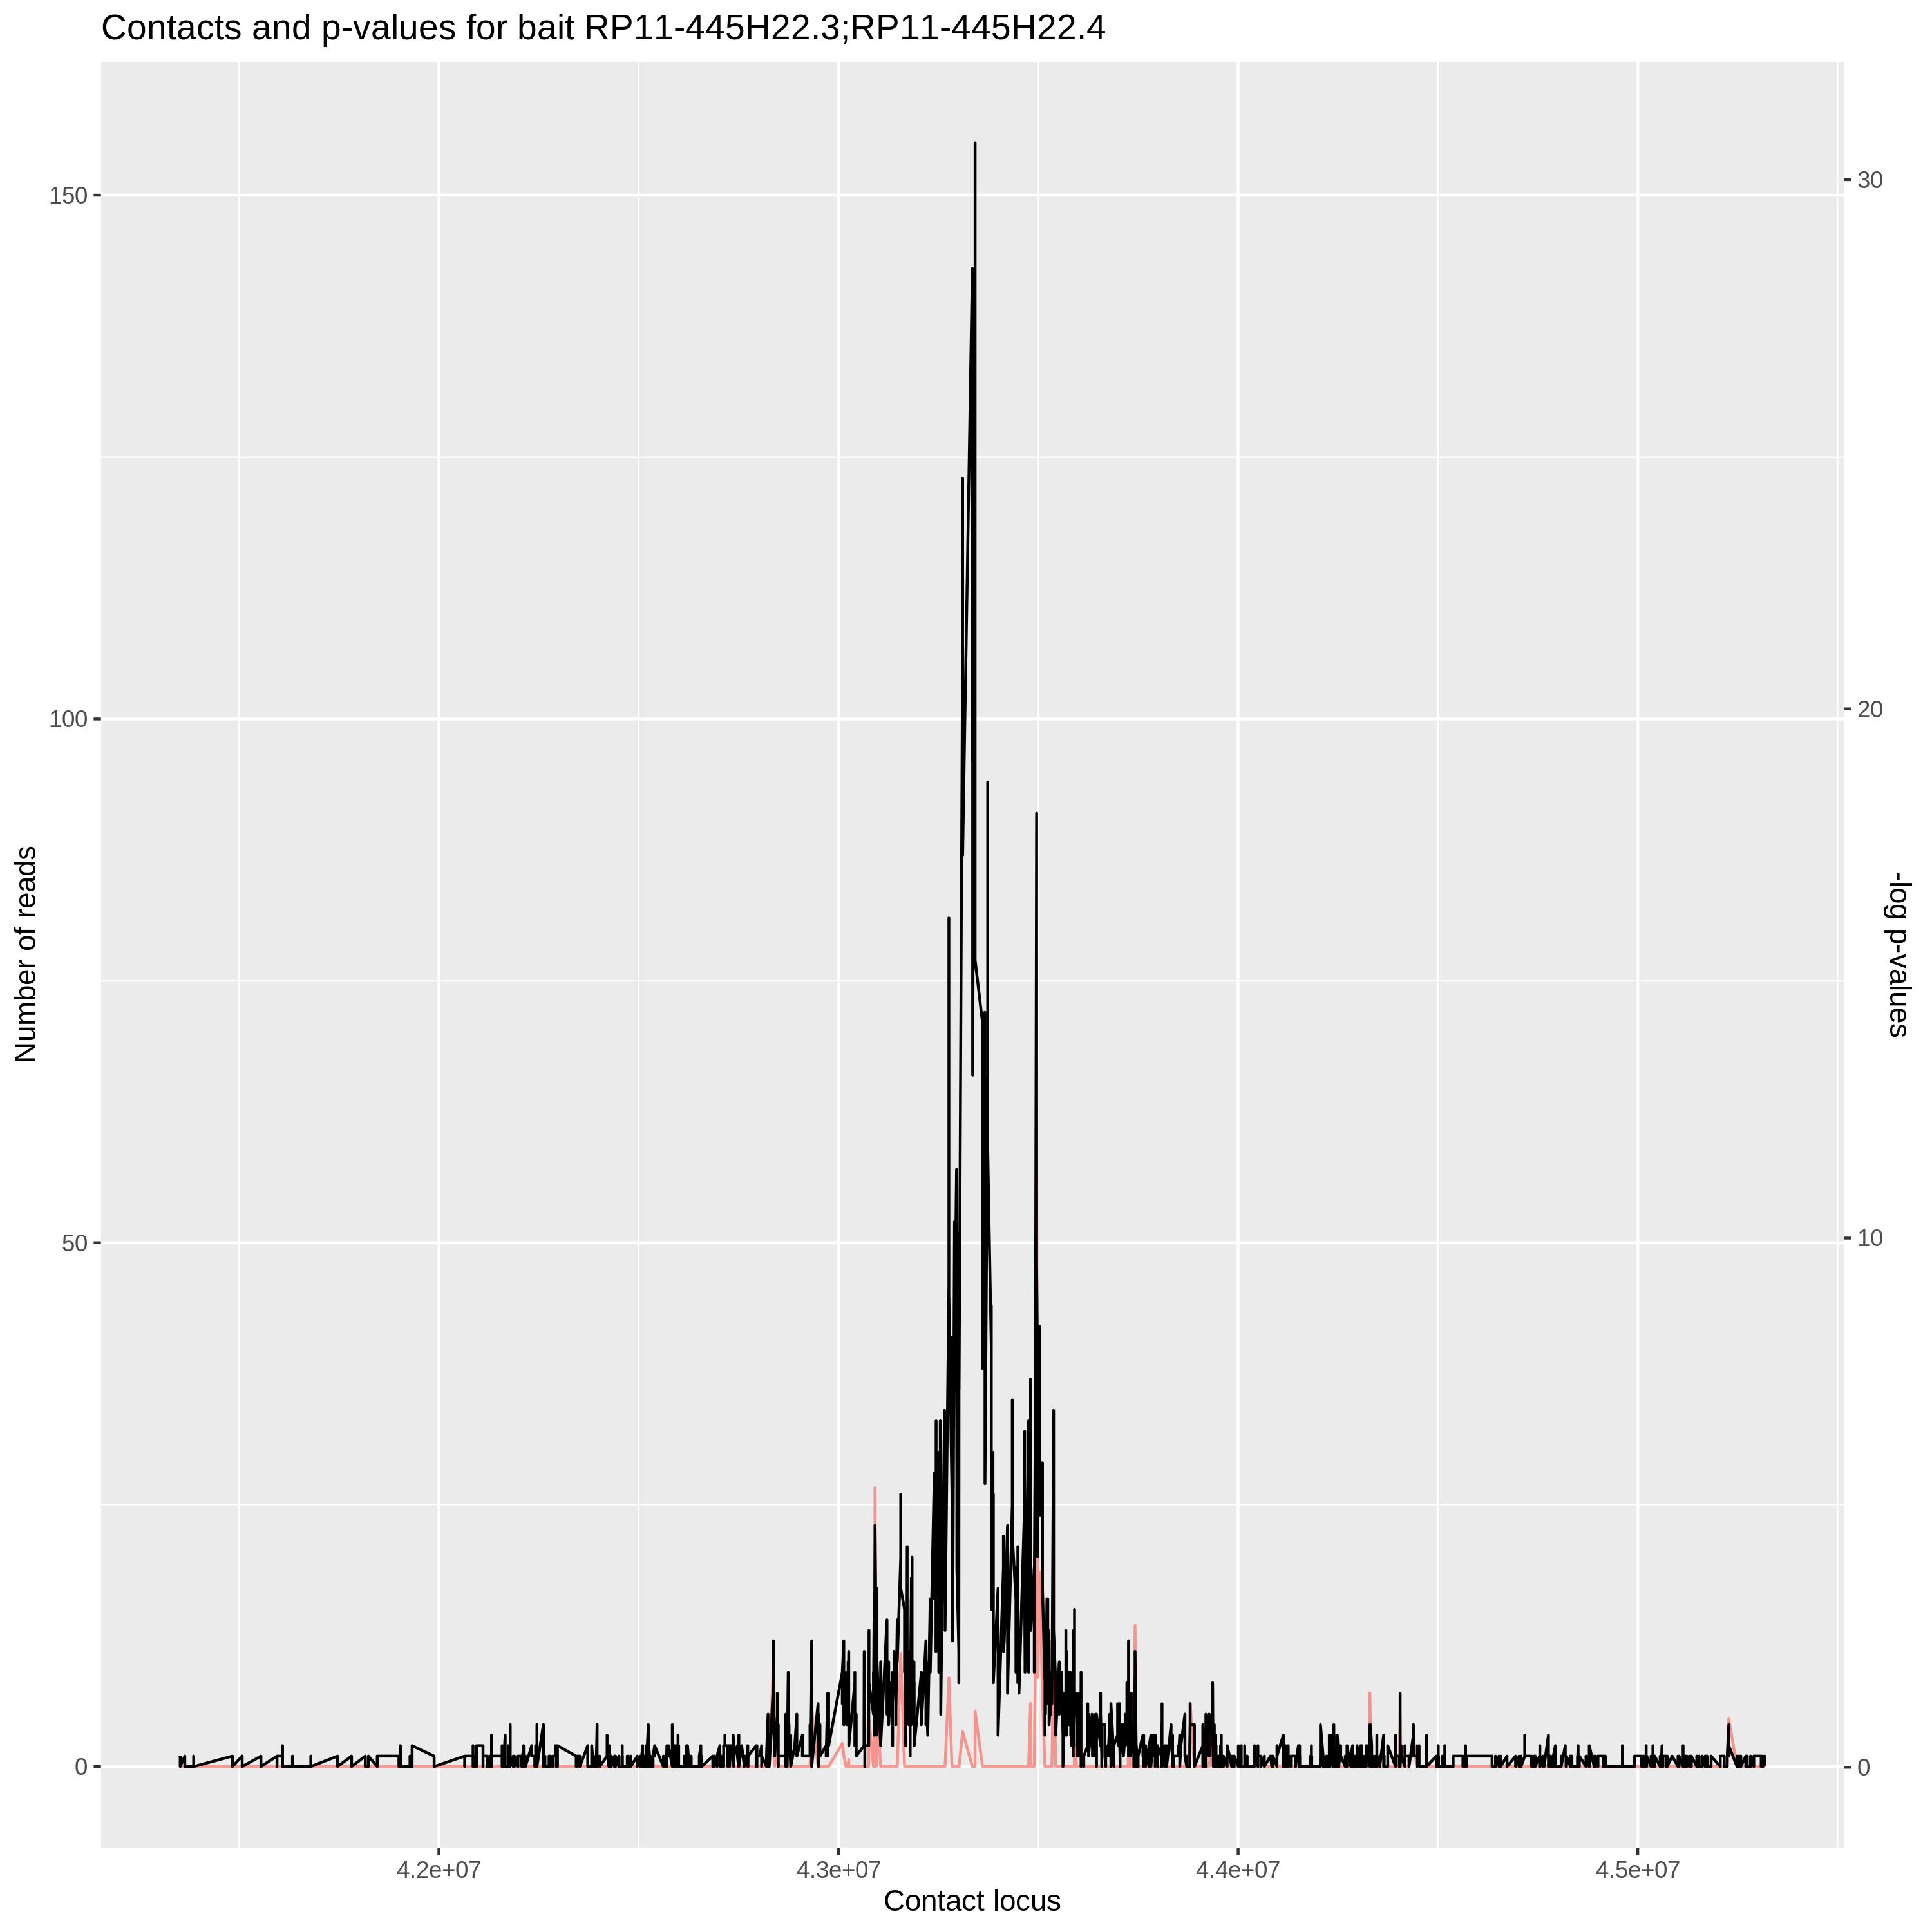 Contacts and p-values for bait RP11-445H22.3;RP11-445H22.4
150
100
50
0
Number of reads
30
20
10
0
-log p-values
4.2e+07 4.3e+07 4.4e+07 4.5e+07
Contact locus